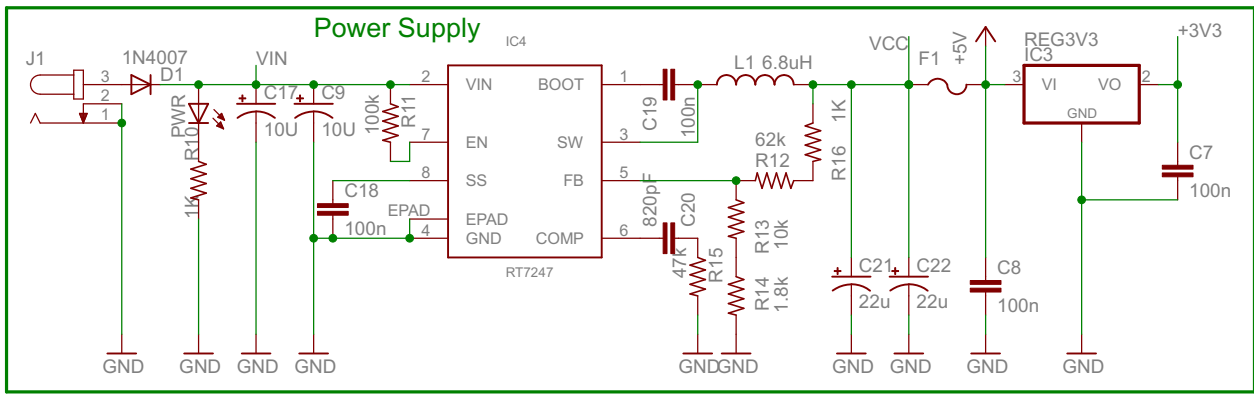 Power Supply
J1
3
2
1
1N4007
D1
VIN
PWR
R10
1K
C17
10U
C9
10U
100k
R11
C18
100n
EPAD
IC4
2
7
8
4
VIN
EN
SS
EPAD
GND
BOOT
SW
FB
COMP
1
3
5
6
RT7247
C19
100n
L1 6.8uH
62k
R12
1K
R16
820pF
C20
47k
R15
R13
10k
R14
1.8k
VCC
F1
+5V
C21
22u
C22
22u
C8
100n
REG3V3
IC3
3
VI
VO
GND
2
+3V3
C7
100n
GND
GND
GND
GND
GND
GND
GND
GND
GND
GND